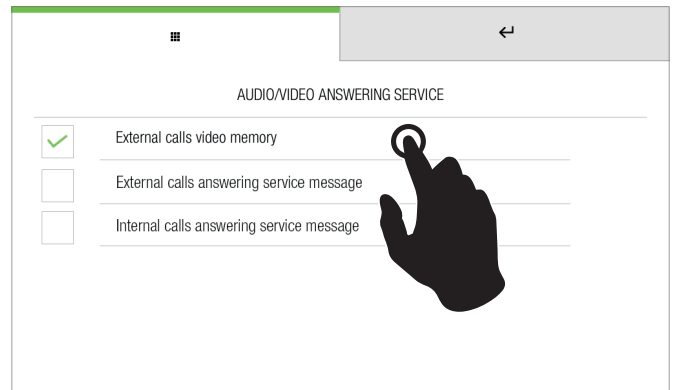 AUDIO/VIDEO ANSWERING SERVICE
External calls video memory
External calls answering service message
Internal calls answering service message